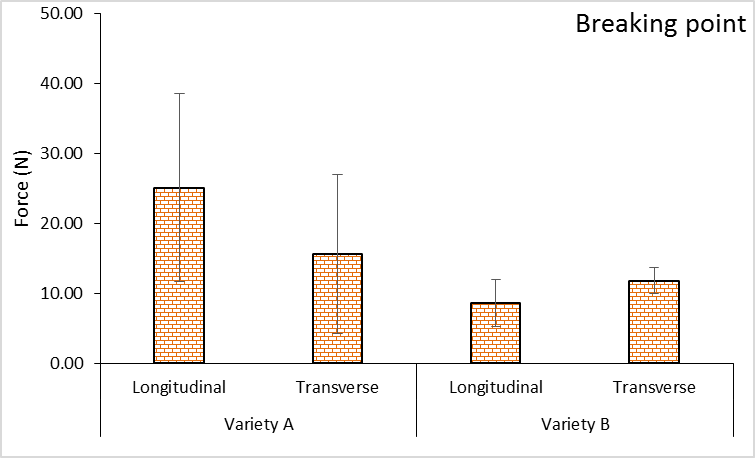 Breaking point
Force (N)
50.00
40.00
30.00
20.00
10.00
0.00
Longitudinal Transverse Longitudinal Transverse
Variety A Variety B